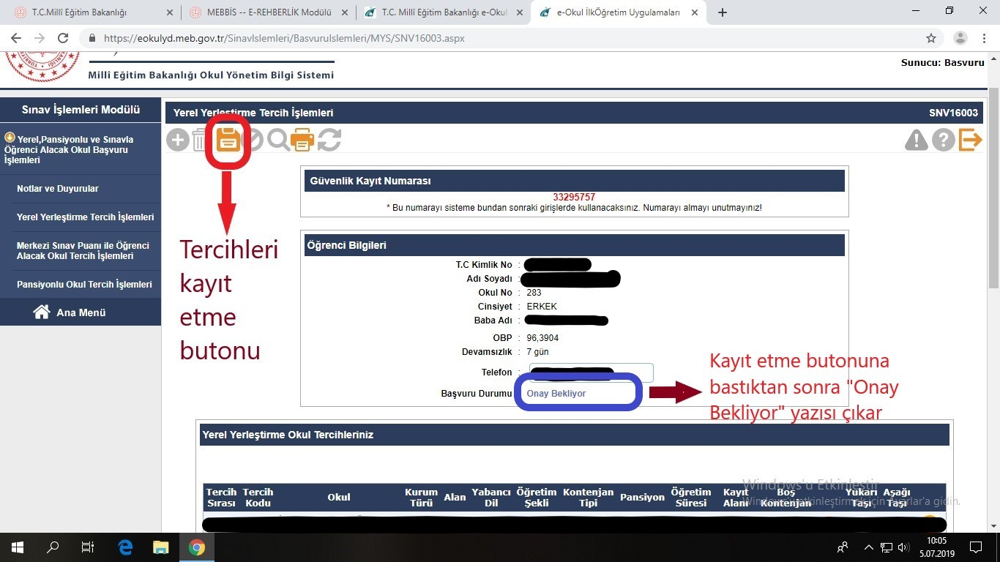 T.C.Millî Eğitim Bakanlığı
MEBBİS -- E-REHBERLİK Modülü
T.C. Millî Eğitim Bakanlığı e-Okul
e-Okul İlkÖğretim Uygulamaları
https://eokulyd.meb.gov.tr/SinavIslemleri/BasvuruIslemleri/MYS/SNV16003.aspx
Millî Eğitim Bakanlığı Okul Yönetim Bilgi Sistemi
Sunucu: Basvuru
Sınav İşlemleri Modülü
Yerel,Pansiyonlu ve Sınavla
Öğrenci Alacak Okul Başvuru
İşlemleri
Notlar ve Duyurular
Yerel Yerleştirme Tercih İşlemleri
Merkezi Sınav Puanı ile Öğrenci
Alacak Okul Tercih İşlemleri
Pansiyonlu Okul Tercih İşlemleri
Ana Menü
Yerel Yerleştirme Tercih İşlemleri
SNV16003
Tercihleri
kayıt
etme
butonu
Güvenlik Kayıt Numarası
33295757
* Bu numarayı sisteme bundan sonraki girişlerde kullanacaksınız. Numarayı almayı unutmayınız!
Öğrenci Bilgileri
T.C Kimlik No :
Adı Soyadı :
Okul No : 283
Cinsiyet : ERKEK
Baba Adı :
OBP : 96,3904
Devamsızlık : 7 gün
Telefon :
Başvuru Durumu Onay Bekliyor
Kayıt etme butonuna
bastıktan sonra "Onay
Bekliyor" yazısı çıkar
Yerel Yerleştirme Okul Tercihleriniz
Tercih Sırası
Tercih Kodu
Okul
Kurum Türü
Alan
Yabancı Dil
Öğretim Şekli
Kontenjan Tipi
Pansiyon
Öğretim Süresi
Kayıt Alanı
Boş Kontenjan
Yukarı Taşı
Aşağı Taşı
Windows'u Etkinleştir
Windows'u etkinleştirmek için Ayarlar'a gidin.
10:05
5.07.2019